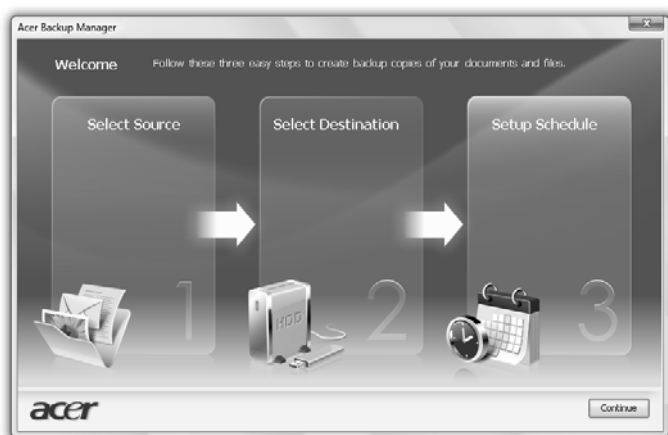 Acer Backup Manager
Welcome
Follow these three easy steps to create backup copies of your documents and files.
Select Source
Select Destination
Setup Schedule
1
HDD
2
3
acer
Continue